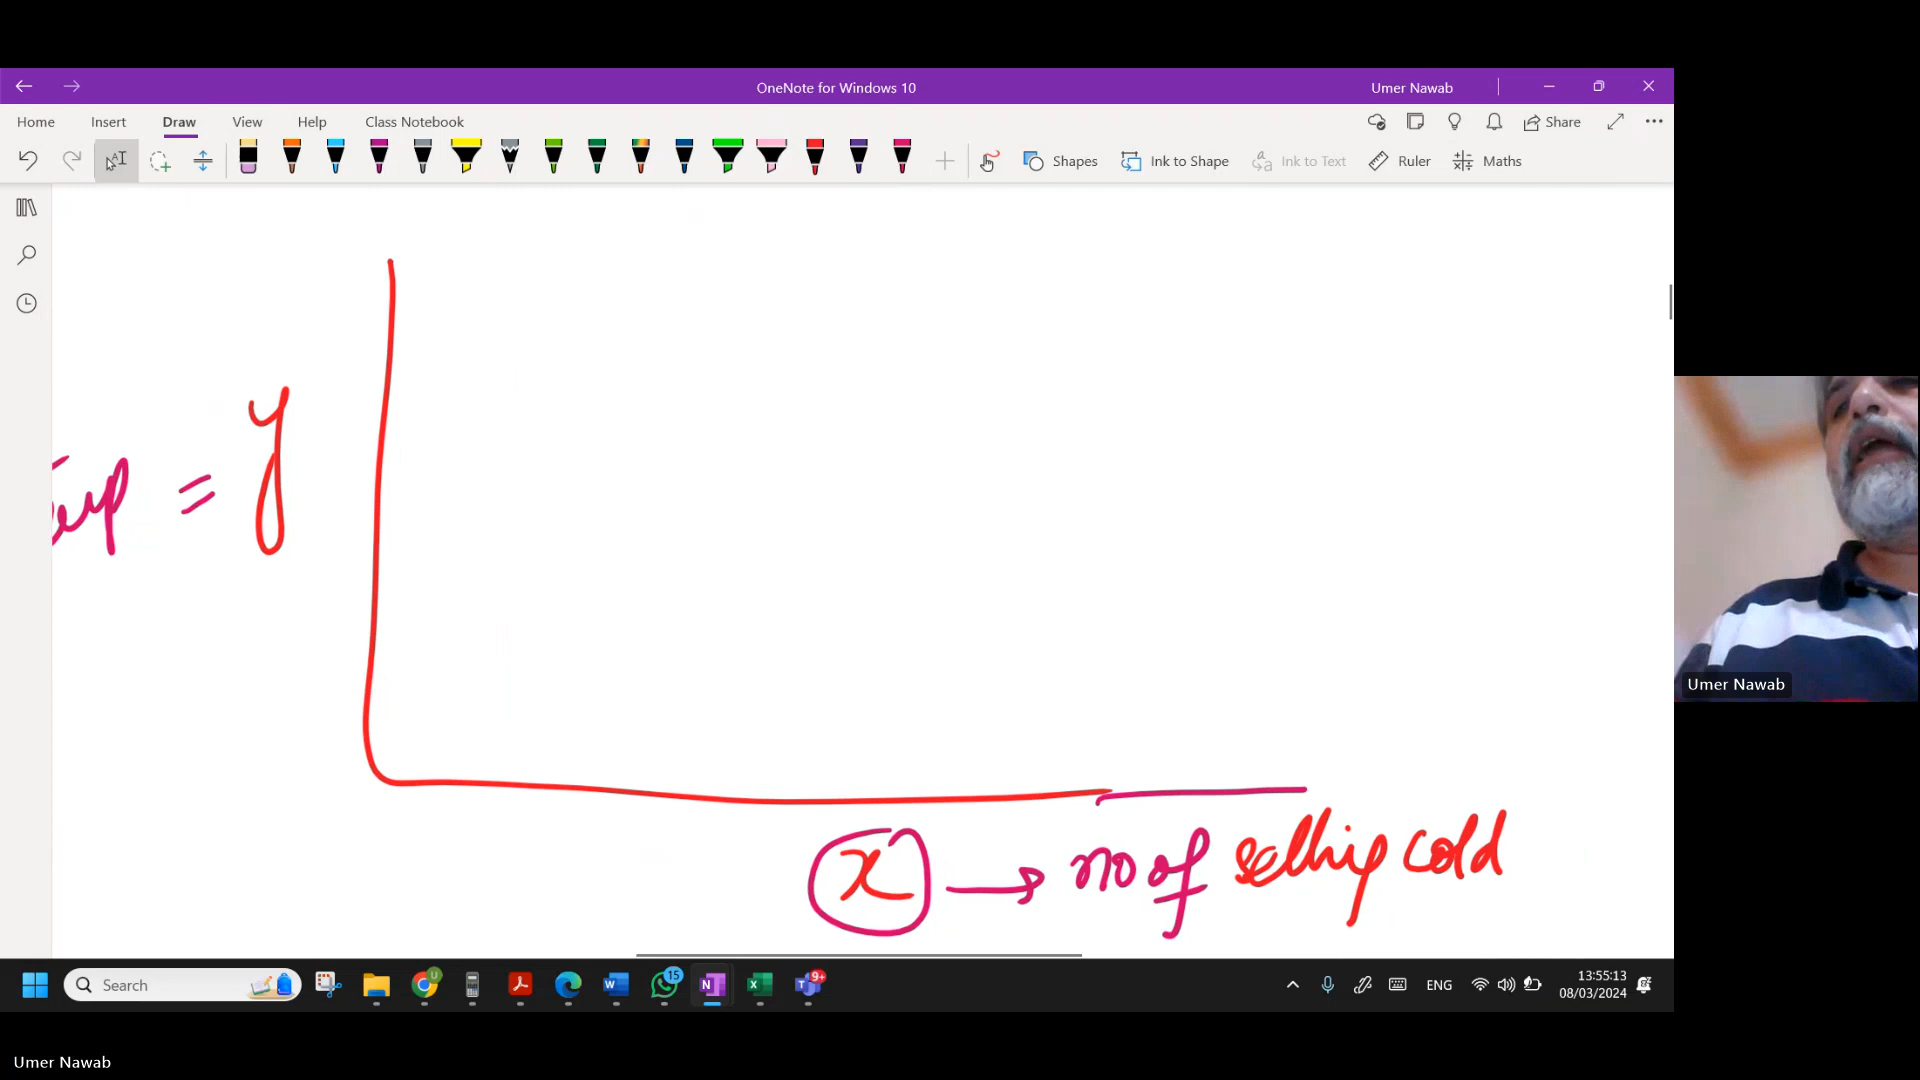 OneNote for Windows 10
Umer Nawab
Home Insert Draw View Help Class Notebook
Share
Shapes Ink to Shape Ink to Text Ruler Maths
= y
x → no of selling cold
Umer Nawab
Search
15
9+
ENG
13:55:13
08/03/2024
Umer Nawab